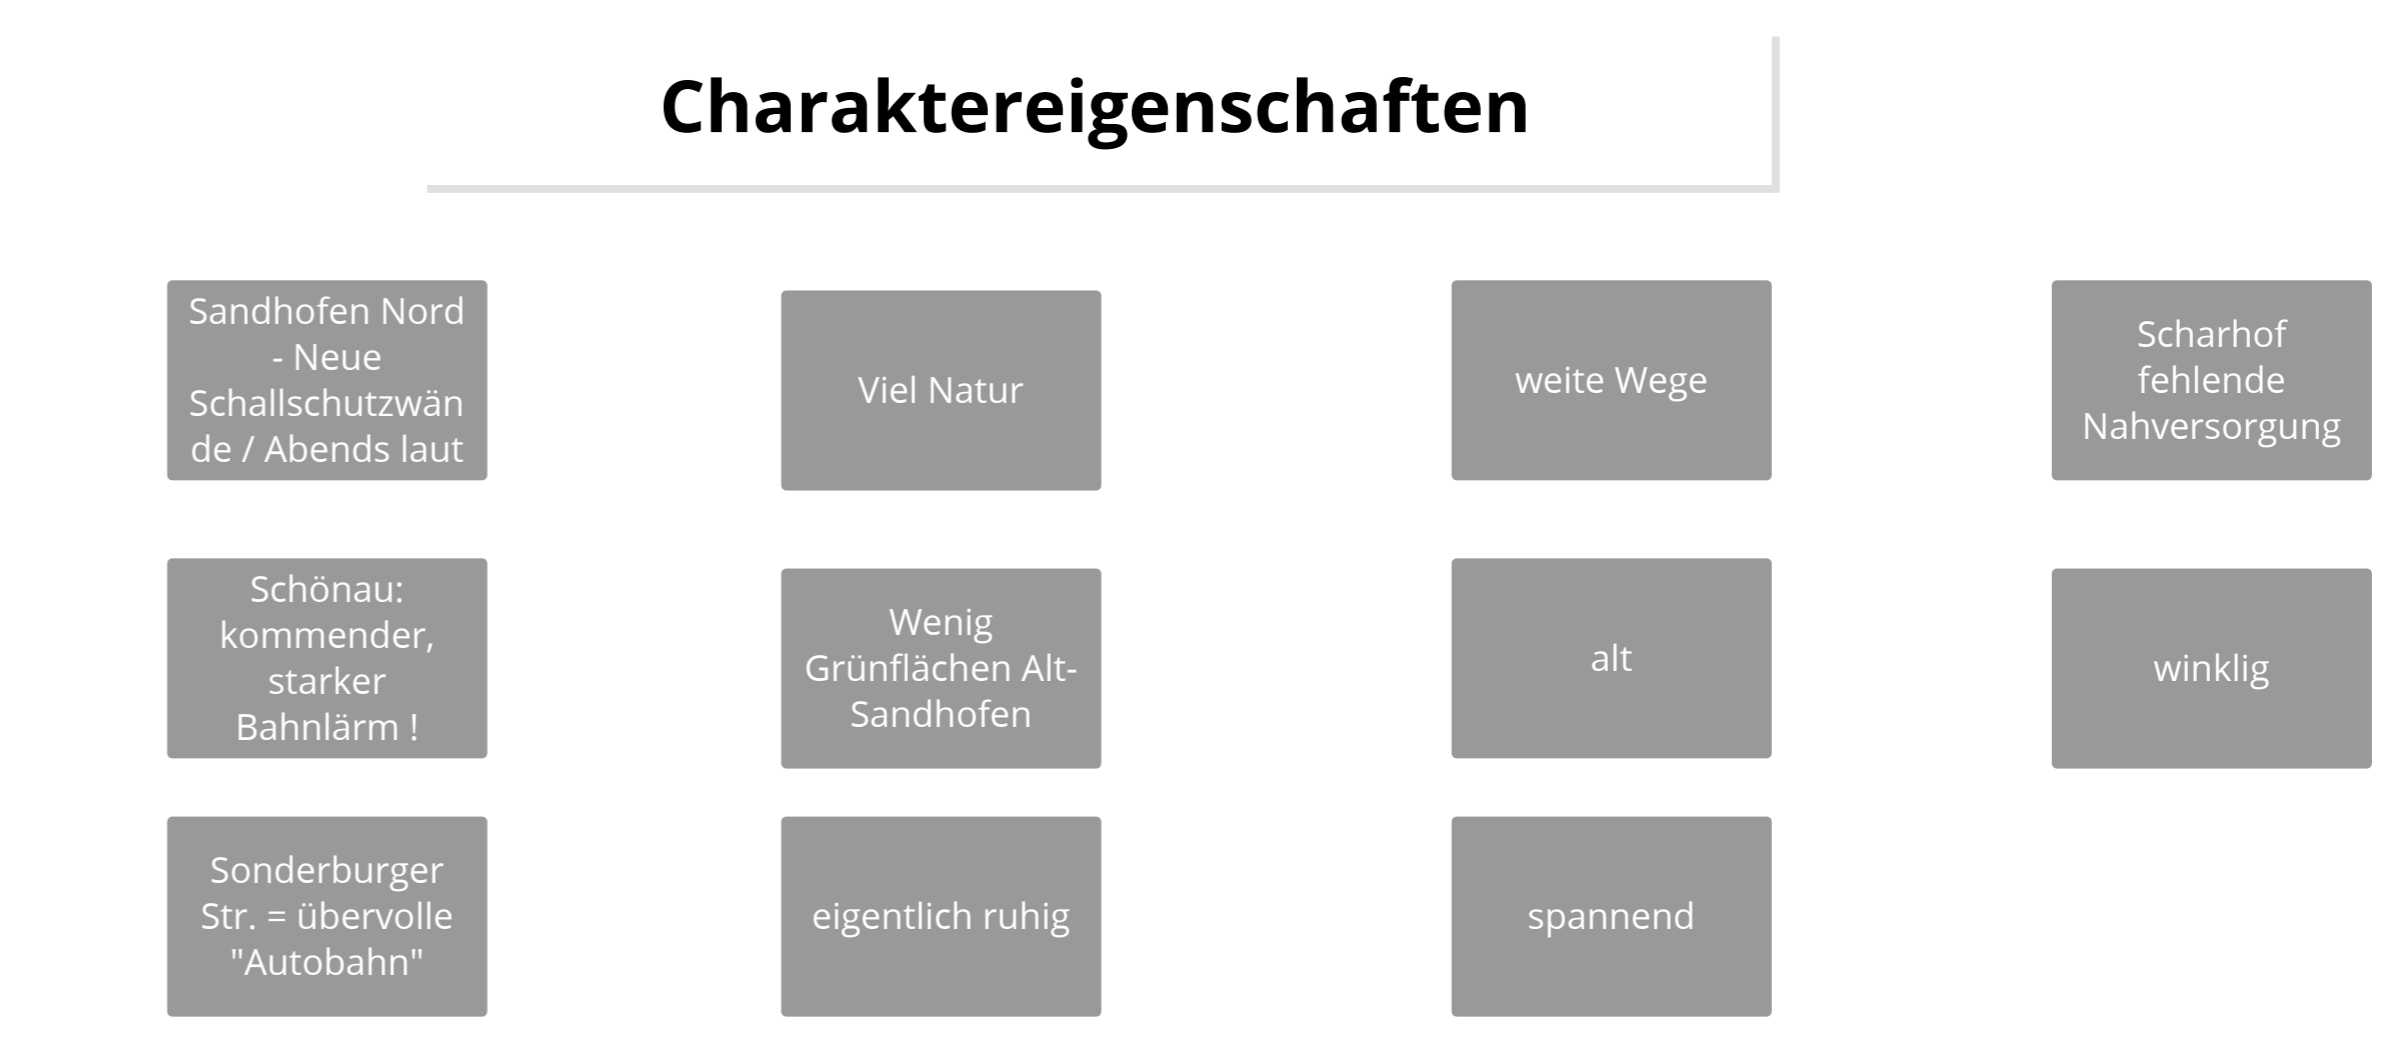 Charaktereigenschaften
Sandhofen Nord
- Neue
Schallschutzwän
de / Abends laut
Viel Natur
weite Wege
Scharhof
fehlende
Nahversorgung
Schönau:
kommender,
starker
Bahnlärm !
Wenig
Grünflächen Alt-
Sandhofen
alt
winklig
Sonderburger
Str. = übervolle
"Autobahn"
eigentlich ruhig
spannend